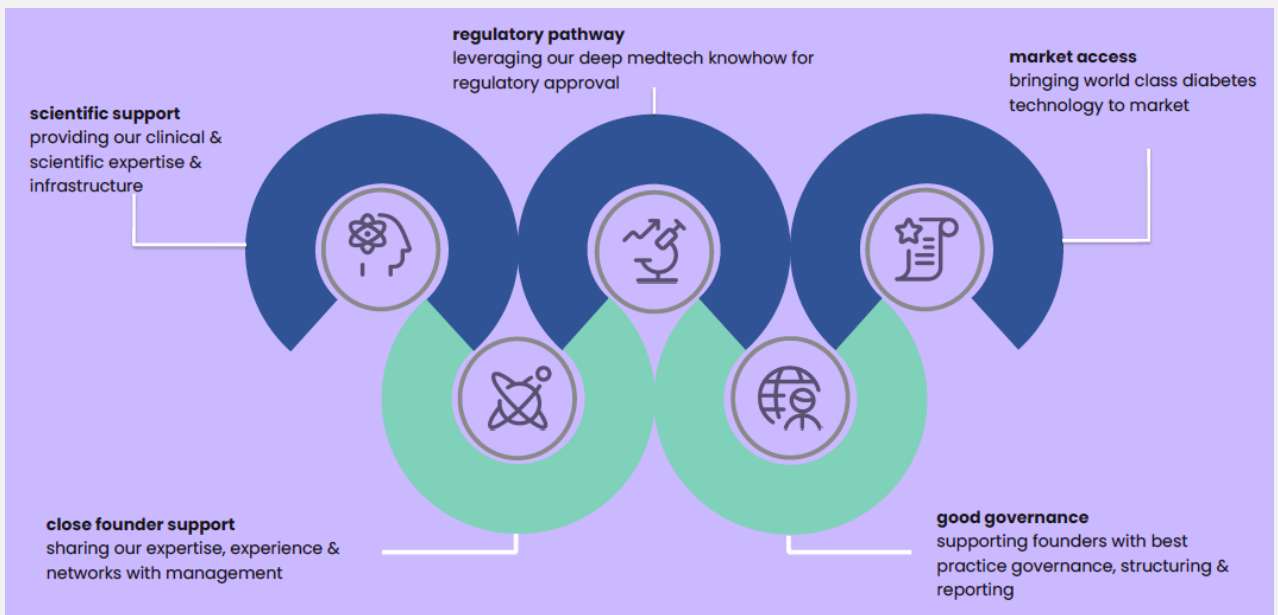 scientific support
providing our clinical &
scientific expertise &
infrastructure
regulatory pathway
leveraging our deep medtech knowhow for
regulatory approval
market access
bringing world class diabetes
technology to market
close founder support
sharing our expertise, experience &
networks with management
good governance
supporting founders with best
practice governance, structuring &
reporting